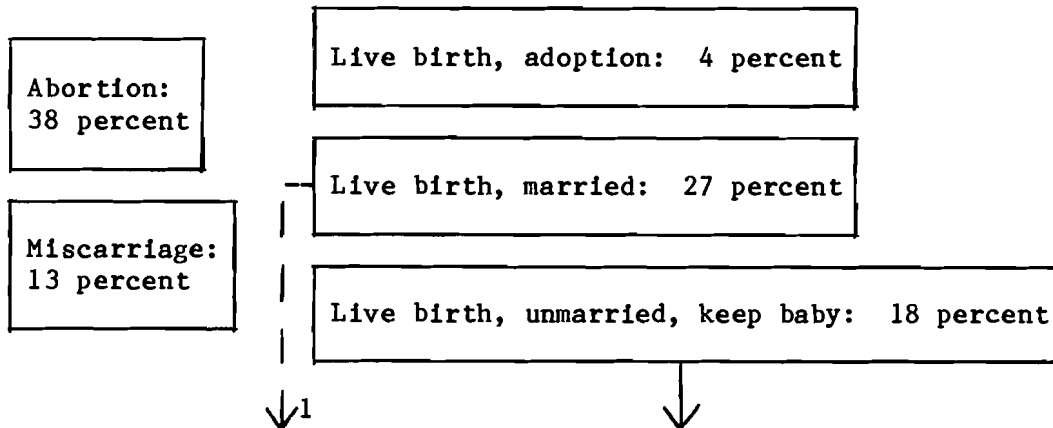 Abortion:
38 percent
Miscarriage:
13 percent
Live birth, adoption: 4 percent
Live birth, married: 27 percent
Live birth, unmarried, keep baby: 18 percent
1